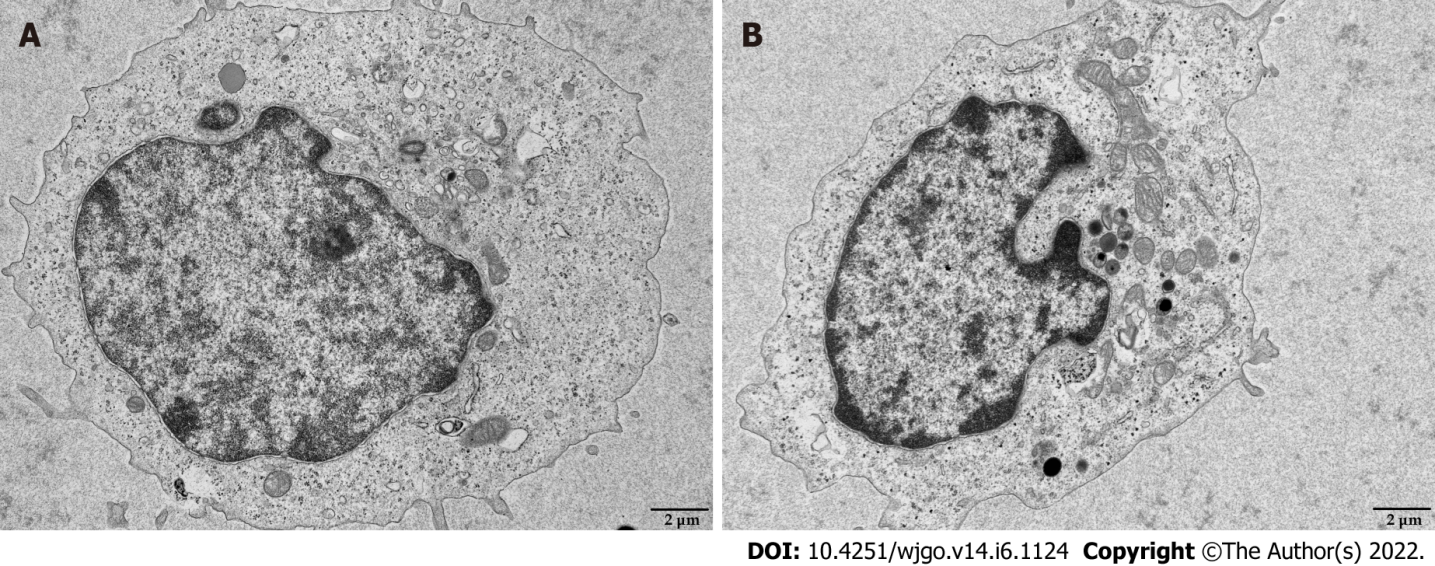 A
B
2 µm
2 µm
DOI: 10.4251/wjgo.v14.i6.1124 Copyright ©The Author(s) 2022.